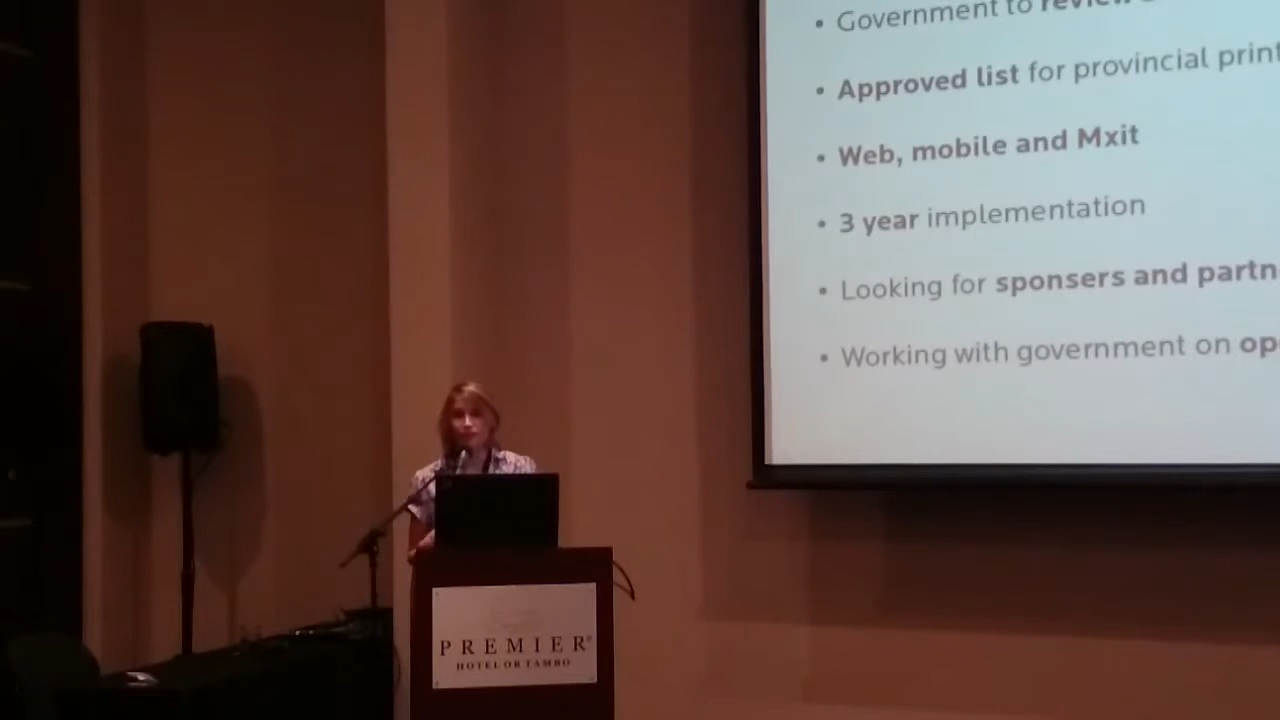 • Government to review
• Approved list for provincial print
• Web, mobile and Mxit
• 3 year implementation
• Looking for sponsers and partn
• Working with government on op
PREMIER®
HOTEL OR TAMBO